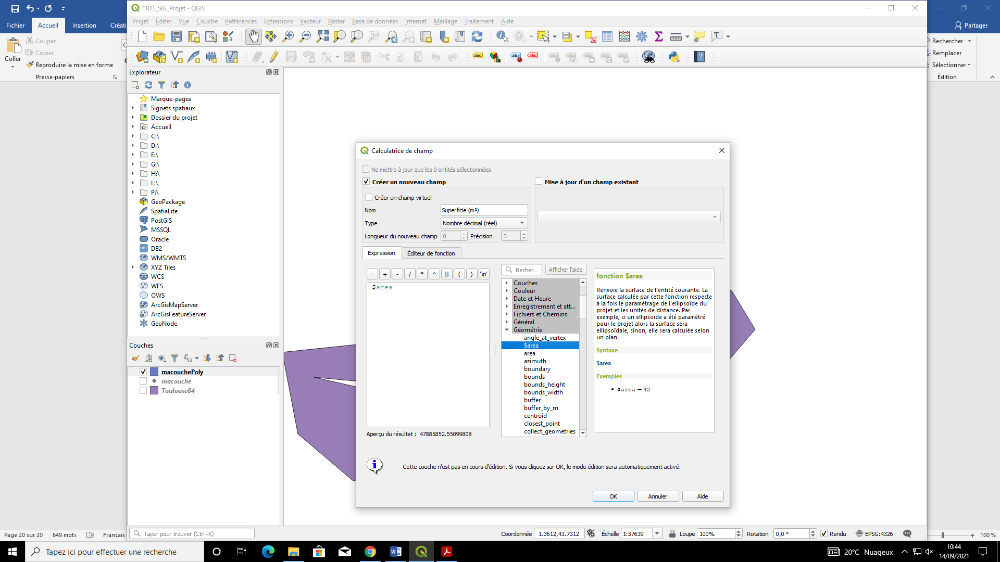 *TD1_SIG_Projet - QGIS
Fichier
Accueil
Insertion
Créati
Partager
Projet Éditer Vue Couche Préférences Extensions Vecteur Raster Base de données Internet Maillage Traitement Aide
Couper
Copier
Coller
Reproduire la mise en forme
Presse-papiers
Rechercher
Remplacer
Sélectionner
Édition
Explorateur
Marque-pages
Signets spatiaux
Dossier du projet
Accueil
C:\
D:\
E:\
G:\
H:\
L:\
P:\
GeoPackage
SpatiaLite
PostGIS
MSSQL
Oracle
DB2
WMS/WMTS
XYZ Tiles
WCS
WFS
OWS
ArcGisMapServer
ArcGisFeatureServer
GeoNode
Couches
macouchePoly
macouche
Toulouse84
Calculatrice de champ
Ne mettre à jour que les 0 entités sélectionnées
Créer un nouveau champ
Mise à jour d'un champ existant
Créer un champ virtuel
Nom Superficie (m²)
Type Nombre décimal (réel)
Longueur du nouveau champ 0 Précision 3
Expression Éditeur de fonction
= + - / * ^ || ( ) '\n'
Recher... Afficher l'aide
$area
Couches
Couleur
Date et Heure
Enregistrement et att...
Fichiers et Chemins
Général
Géométrie
angle_at_vertex
$area
area
azimuth
boundary
bounds
bounds_height
bounds_width
buffer
buffer_by_m
centroid
closest_point
collect_geometries
fonction $area
Renvoie la surface de l'entité courante. La
surface calculée par cette fonction respecte
à la fois le paramétrage de l'ellipsoïde du
projet et les unités de distance. Par
exemple, si un ellipsoïde a été paramétré
pour le projet alors la surface sera
ellipsoïdale, sinon, elle sera calculée selon
un plan.
Syntaxe
$area
Exemples
$area → 42
Aperçu du résultat : 47885852.55099808
Cette couche n'est pas en cours d'édition. Si vous cliquez sur OK, le mode édition sera automatiquement activé.
OK Annuler Aide
Page 20 sur 20 649 mots Français
Taper pour trouver (Ctrl+K)
Coordonnée 1.3612,43.7312 Échelle 1:37639 Loupe 100% Rotation 0,0 ° Rendu EPSG:4326
100 %
Tapez ici pour effectuer une recherche
20°C Nuageux
10:44
14/09/2021